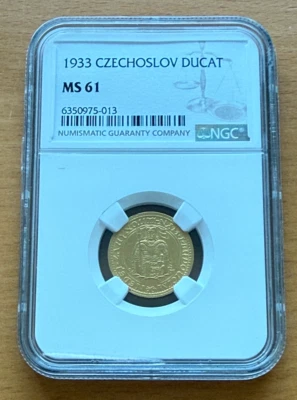 1933 CZECHOSLOV DUCAT
MS 61
6350975-013
NUMISMATIC GUARANTY COMPANY
NGC